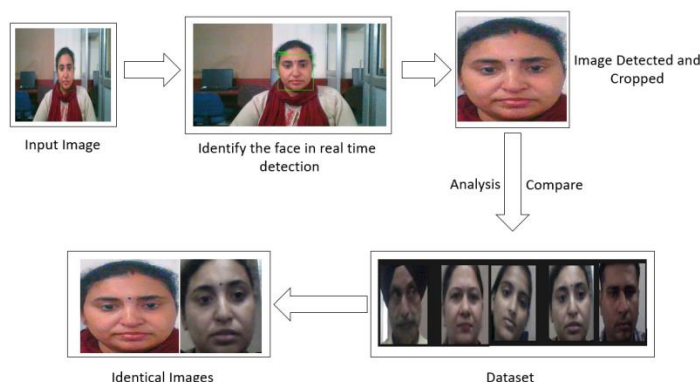 Input Image
Identify the face in real time
detection
Image Detected and
Cropped
Analysis
Compare
Identical Images
Dataset